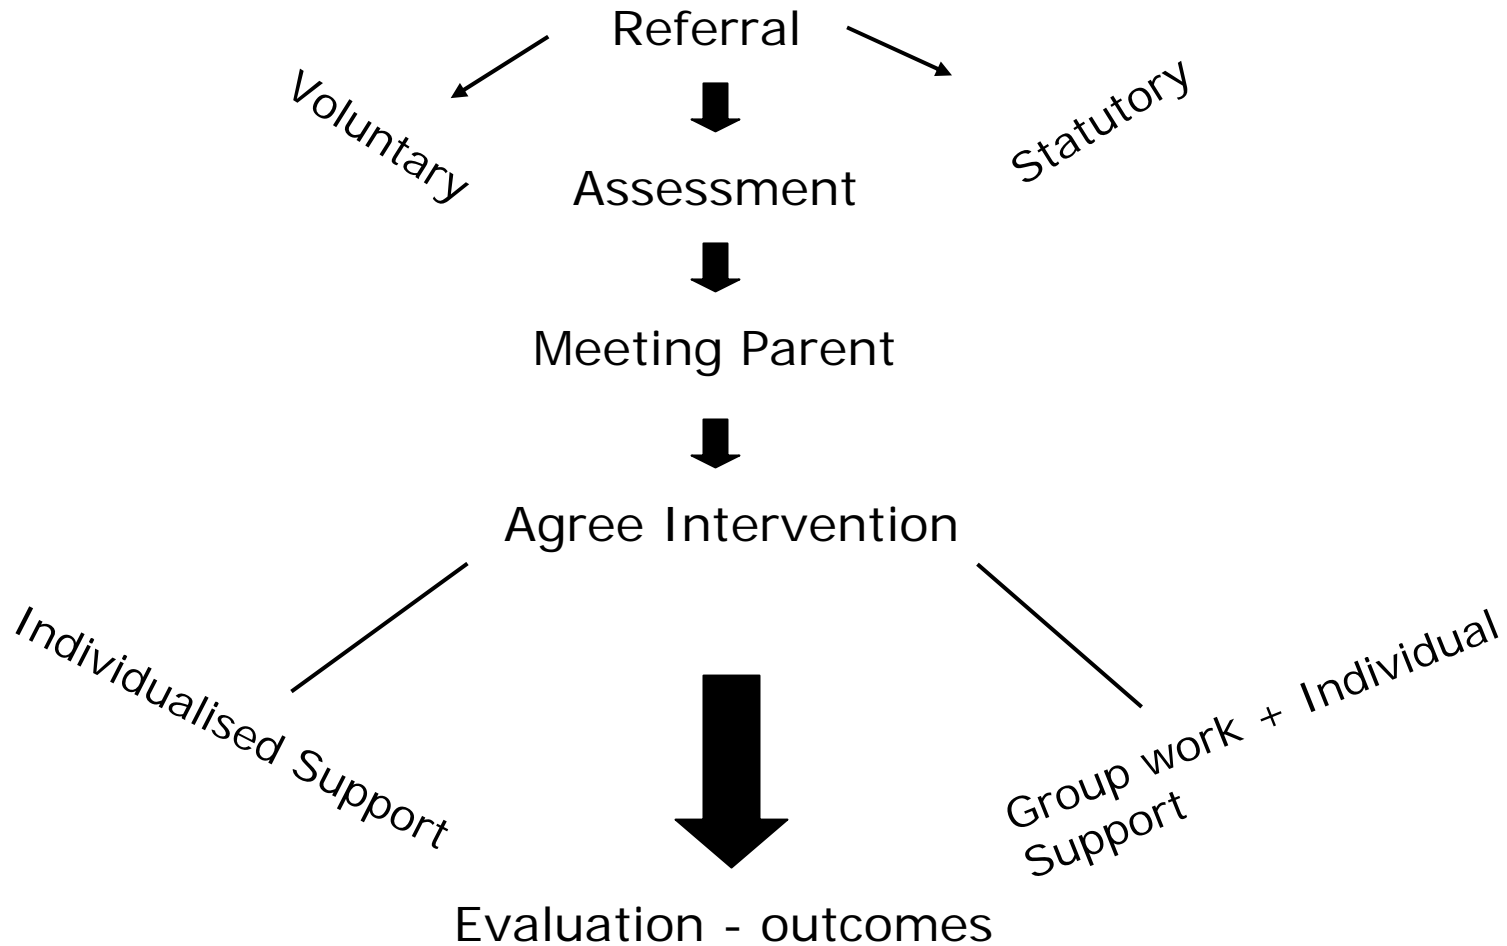 Referral
Voluntary
Statutory
Assessment
Meeting Parent
Agree Intervention
Individualised Support
Group work + Individual
Support
Evaluation - outcomes